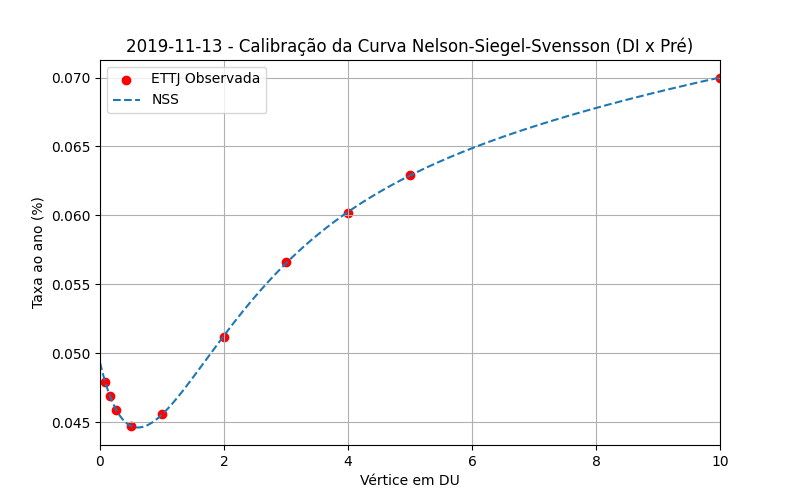 2019-11-13 - Calibração da Curva Nelson-Siegel-Svensson (DI x Pré)
ETTJ Observada
NSS
Taxa ao ano (%)
0.070
0.065
0.060
0.055
0.050
0.045
0
2
4
6
8
10
Vértice em DU